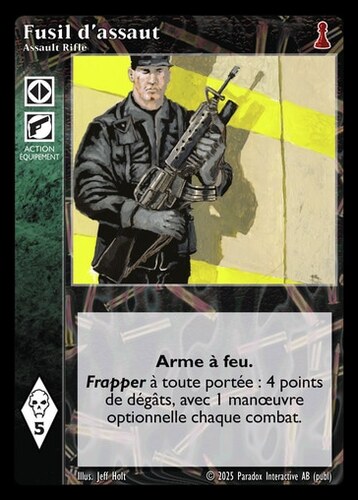 Fusil d'assaut
Assault Rifle
ACTION
ÉQUIPEMENT
Arme à feu.
Frapper à toute portée : 4 points
de dégâts, avec 1 manœuvre
optionnelle chaque combat.
5
Illus. Jeff Holt
© 2025 Paradox Interactive AB (publ)